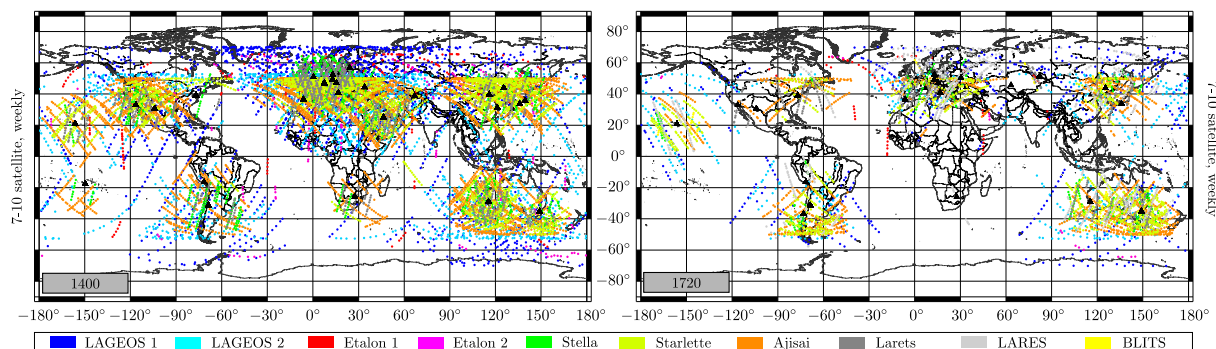 7-10 satellite, weekly
80°
60°
40°
20°
0°
−20°
−40°
−60°
80°
1400
1720
7-10 satellite, weekly
−180° −150° −120° −90° −60° −30° 0° 30° 60° 90° 120° 150° 180°
−180° −150° −120° −90° −60° −30° 0° 30° 60° 90° 120° 150° 180°
LAGEOS 1 LAGEOS 2 Etalon 1 Etalon 2 Stella Starlette Ajisai Larets LARES BLITS